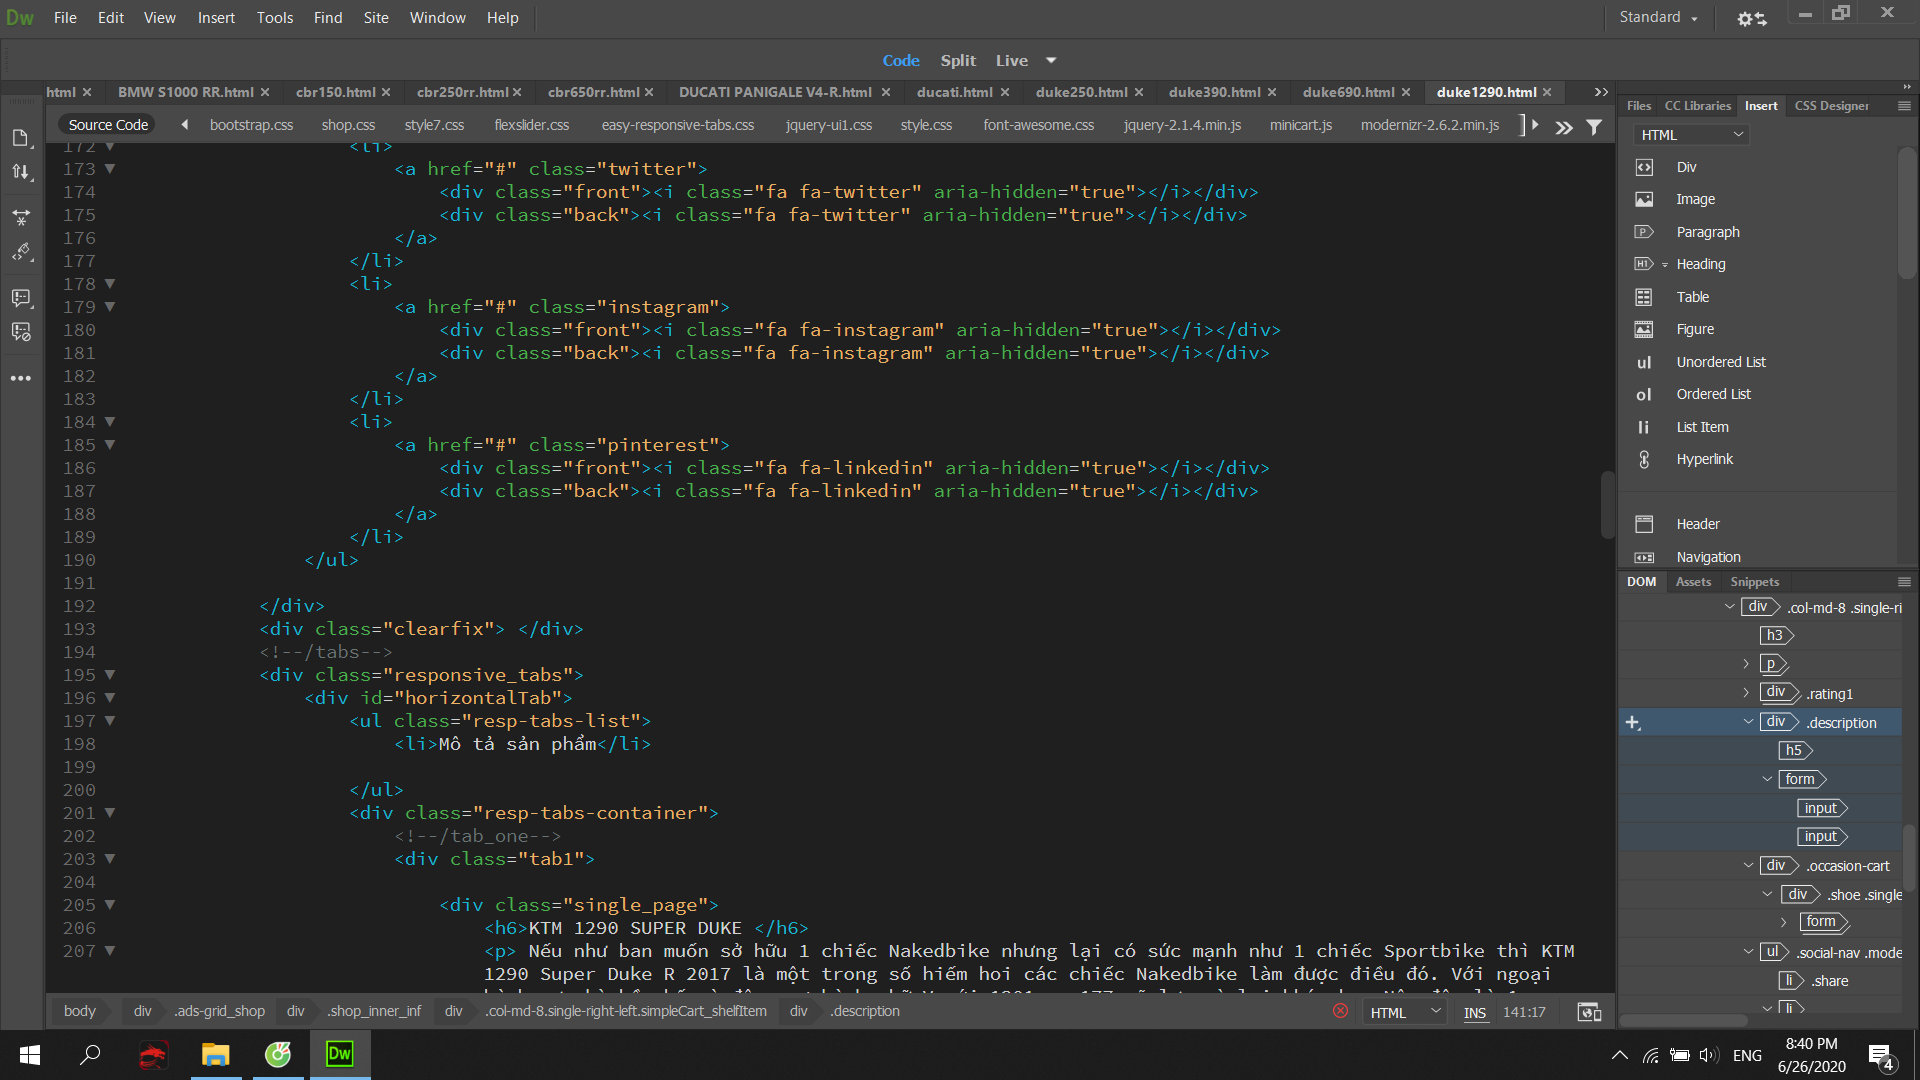 Dw File Edit View Insert Tools Find Site Window Help Standard
Code Split Live
html BMW S1000 RR.html cbr150.html cbr250rr.html cbr650rr.html DUCATI PANIGALE V4-R.html ducati.html duke250.html duke390.html duke690.html duke1290.html
Source Code bootstrap.css shop.css style7.css flexslider.css easy-responsive-tabs.css jquery-ui1.css style.css font-awesome.css jquery-2.1.4.min.js minicart.js modernizr-2.6.2.min.js
172 <li>
173 <a href="#" class="twitter">
174 <div class="front"><i class="fa fa-twitter" aria-hidden="true"></i></div>
175 <div class="back"><i class="fa fa-twitter" aria-hidden="true"></i></div>
176 </a>
177 </li>
178 <li>
179 <a href="#" class="instagram">
180 <div class="front"><i class="fa fa-instagram" aria-hidden="true"></i></div>
181 <div class="back"><i class="fa fa-instagram" aria-hidden="true"></i></div>
182 </a>
183 </li>
184 <li>
185 <a href="#" class="pinterest">
186 <div class="front"><i class="fa fa-linkedin" aria-hidden="true"></i></div>
187 <div class="back"><i class="fa fa-linkedin" aria-hidden="true"></i></div>
188 </a>
189 </li>
190 </ul>
191
192 </div>
193 <div class="clearfix"> </div>
194 <!--/tabs-->
195 <div class="responsive_tabs">
196 <div id="horizontalTab">
197 <ul class="resp-tabs-list">
198 <li>Mô tả sản phẩm</li>
199
200 </ul>
201 <div class="resp-tabs-container">
202 <!--/tab_one-->
203 <div class="tab1">
204
205 <div class="single_page">
206 <h6>KTM 1290 SUPER DUKE </h6>
207 <p> Nếu như ban muốn sở hữu 1 chiếc Nakedbike nhưng lại có sức mạnh như 1 chiếc Sportbike thì KTM
1290 Super Duke R 2017 là một trong số hiếm hoi các chiếc Nakedbike làm được điều đó. Với ngoại
body div .ads-grid_shop div .shop_inner_inf div .col-md-8.single-right-left.simpleCart_shelfItem div .description HTML INS 141:17
Files CC Libraries Insert CSS Designer
HTML
Div
Image
Paragraph
H1 Heading
Table
Figure
ul Unordered List
ol Ordered List
li List Item
Hyperlink
Header
Navigation
DOM Assets Snippets
div .col-md-8 .single-ri
h3
p
div .rating1
div .description
h5
form
input
input
div .occasion-cart
div .shoe .single
form
ul .social-nav .mode
li .share
li
Dw ENG 8:40 PM
6/26/2020 4